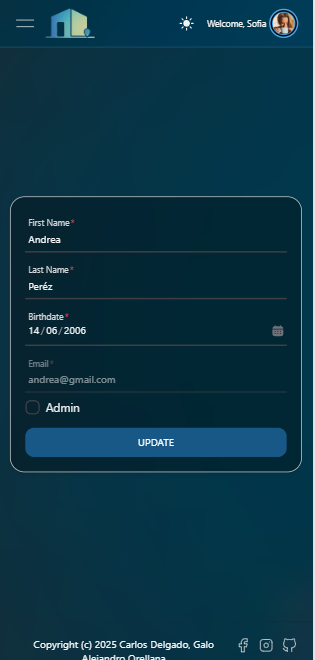 Welcome, Sofia
First Name*
Andrea
Last Name*
Peréz
Birthdate*
14/06/2006
Email*
andrea@gmail.com
Admin
UPDATE
Copyright (c) 2025 Carlos Delgado, Galo
Alejandro Orellana